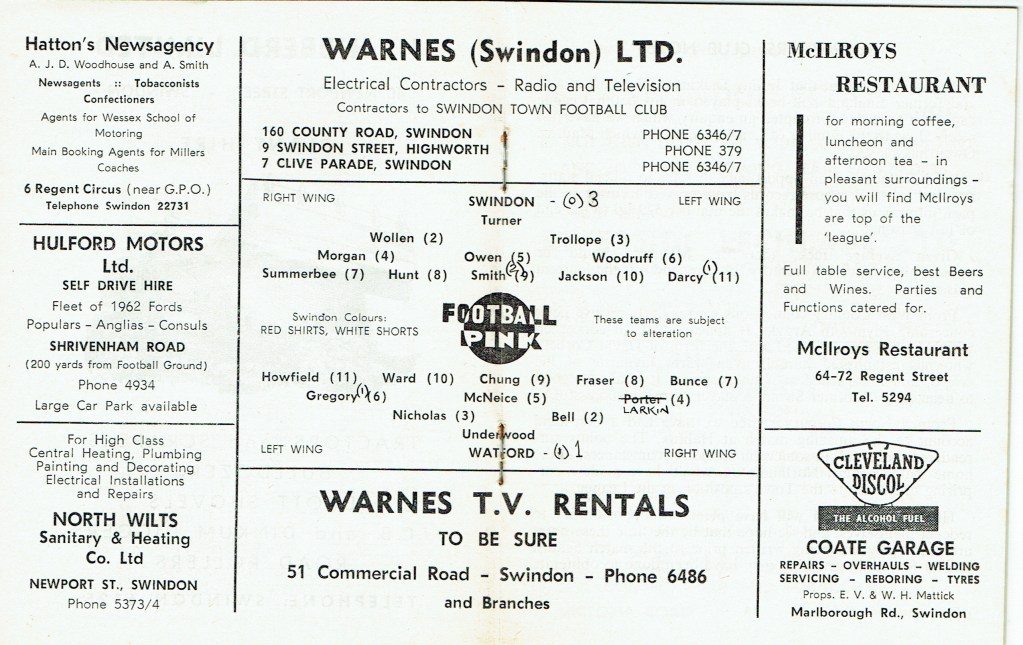 Hatton's Newsagency
A. J. D. Woodhouse and A. Smith
Newsagents :: Tobacconists
Confectioners
Agents for Wessex School of
Motoring
Main Booking Agents for Millers
Coaches
6 Regent Circus (near G.P.O.)
Telephone Swindon 22731
HULFORD MOTORS
Ltd.
SELF DRIVE HIRE
Fleet of 1962 Fords
Populars – Anglias – Consuls
SHRIVENHAM ROAD
(200 yards from Football Ground)
Phone 4934
Large Car Park available
For High Class
Central Heating, Plumbing
Painting and Decorating
Electrical Installations
and Repairs
NORTH WILTS
Sanitary & Heating
Co. Ltd
NEWPORT ST., SWINDON
Phone 5373/4
WARNES (Swindon) LTD.
Electrical Contractors – Radio and Television
Contractors to SWINDON TOWN FOOTBALL CLUB
160 COUNTY ROAD, SWINDON PHONE 6346/7
9 SWINDON STREET, HIGHWORTH PHONE 379
7 CLIVE PARADE, SWINDON PHONE 6346/7
RIGHT WING SWINDON - (0) 3 LEFT WING
Turner
Wollen (2) Trollope (3)
Morgan (4) Owen (5) Woodruff (6)
Summerbee (7) Hunt (8) Smith (2) (9) Jackson (10) Darcy (1) (11)
Swindon Colours:
RED SHIRTS, WHITE SHORTS
FOOTBALL
PINK
These teams are subject
to alteration
Howfield (11) Ward (10) Chung (9) Fraser (8) Bunce (7)
Gregory (1) (6) McNeice (5) Porter (4)
LARKIN
Nicholas (3) Bell (2)
Underwood
LEFT WING WATFORD - (1) 1 RIGHT WING
WARNES T.V. RENTALS
TO BE SURE
51 Commercial Road – Swindon – Phone 6486
and Branches
McILROYS
RESTAURANT
for morning coffee,
luncheon and
afternoon tea – in
pleasant surroundings –
you will find McIlroys
are top of the
'league'.
Full table service, best Beers
and Wines. Parties and
Functions catered for.
McIlroys Restaurant
64-72 Regent Street
Tel. 5294
CLEVELAND
DISCOL
THE ALCOHOL FUEL
COATE GARAGE
REPAIRS - OVERHAULS - WELDING
SERVICING - REBORING - TYRES
Props. E. V. & W. H. Mattick
Marlborough Rd., Swindon